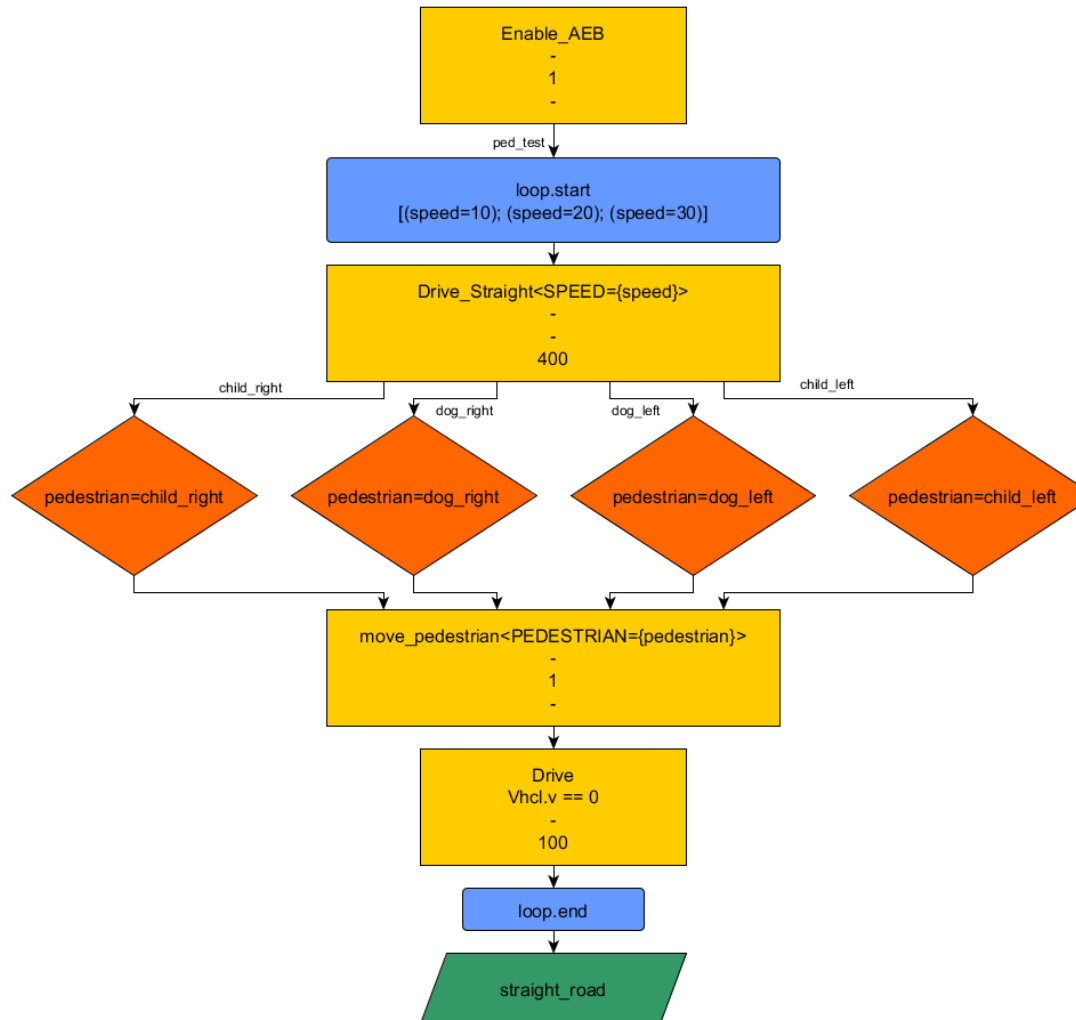 Enable_AEB
-
1
-
ped_test
loop.start
[(speed=10); (speed=20); (speed=30)]
Drive_Straight<SPEED={speed}>
-
-
400
child_right
dog_right
dog_left
child_left
pedestrian=child_right
pedestrian=dog_right
pedestrian=dog_left
pedestrian=child_left
move_pedestrian<PEDESTRIAN={pedestrian}>
-
1
-
Drive
Vhcl.v == 0
-
100
loop.end
straight_road